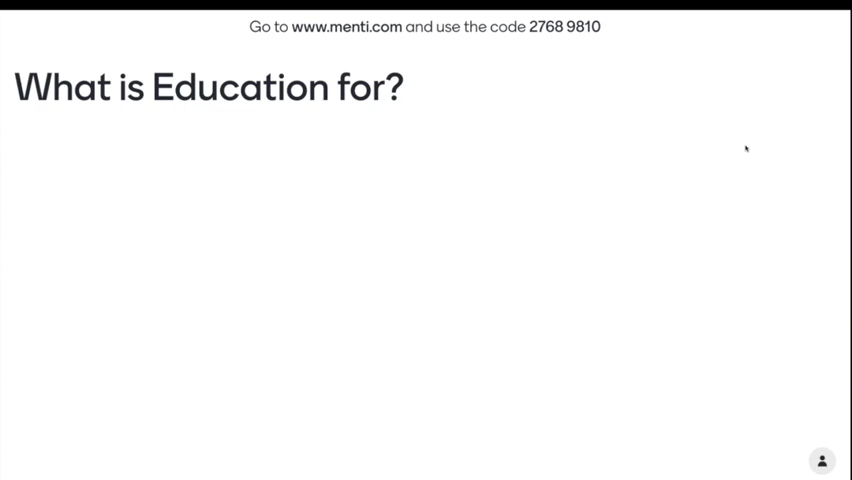 Go to www.menti.com and use the code 2768 9810
What is Education for?